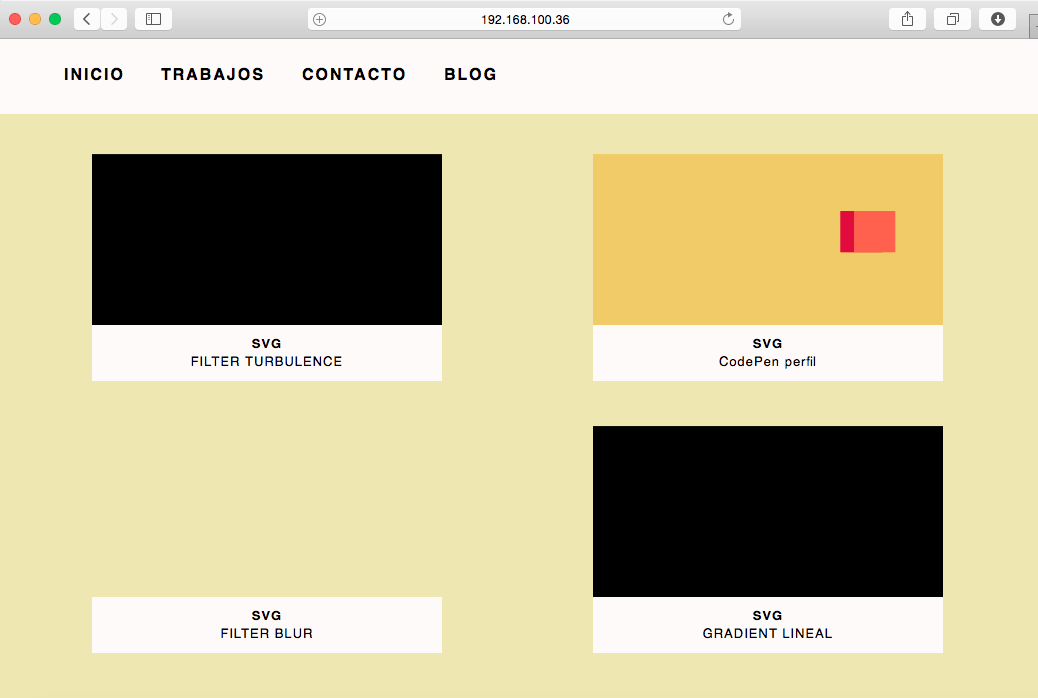 192.168.100.36
INICIO TRABAJOS CONTACTO BLOG
SVG
FILTER TURBULENCE
SVG
CodePen perfil
SVG
FILTER BLUR
SVG
GRADIENT LINEAL